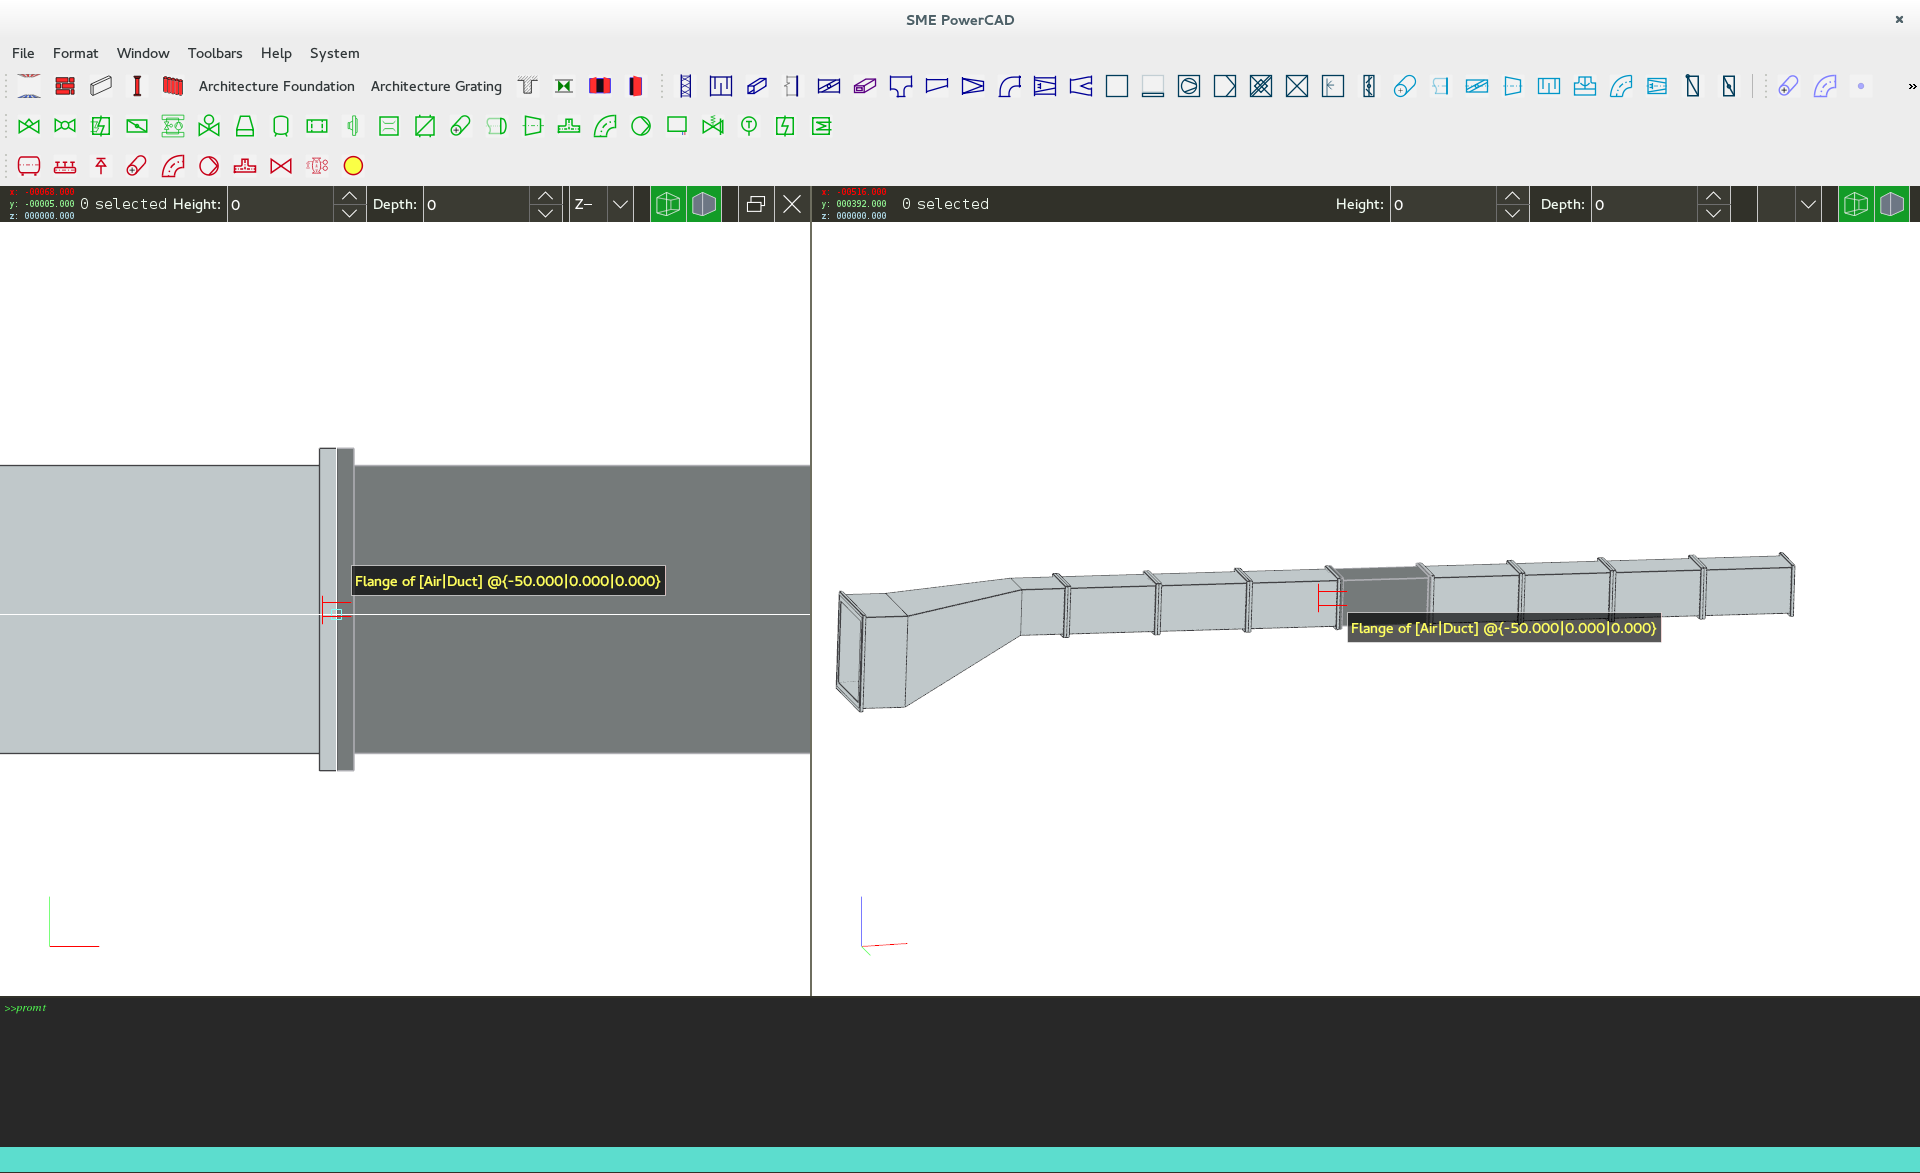 SME PowerCAD
File Format Window Toolbars Help System
Architecture Foundation Architecture Grating
x: -00068.000
y: -00005.000
z: 000000.000
0 selected Height: 0 Depth: 0 Z-
x: -00516.000
y: 000392.000
z: 000000.000
0 selected Height: 0 Depth: 0
Flange of [Air|Duct] @{-50.000|0.000|0.000}
Flange of [Air|Duct] @{-50.000|0.000|0.000}
>>promt